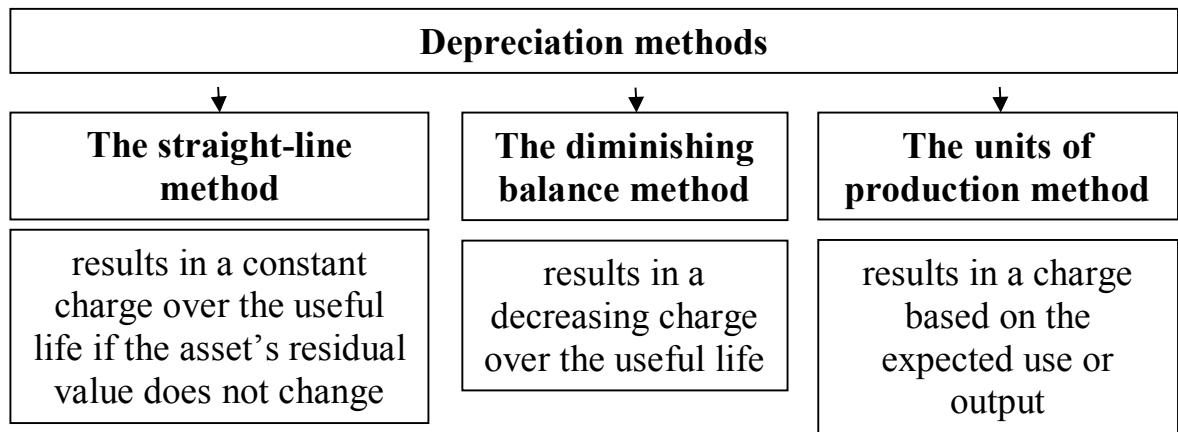 Depreciation methods
The straight-line
method
results in a constant
charge over the useful
life if the asset’s residual
value does not change
The diminishing
balance method
results in a
decreasing charge
over the useful life
The units of
production method
results in a charge
based on the
expected use or
output